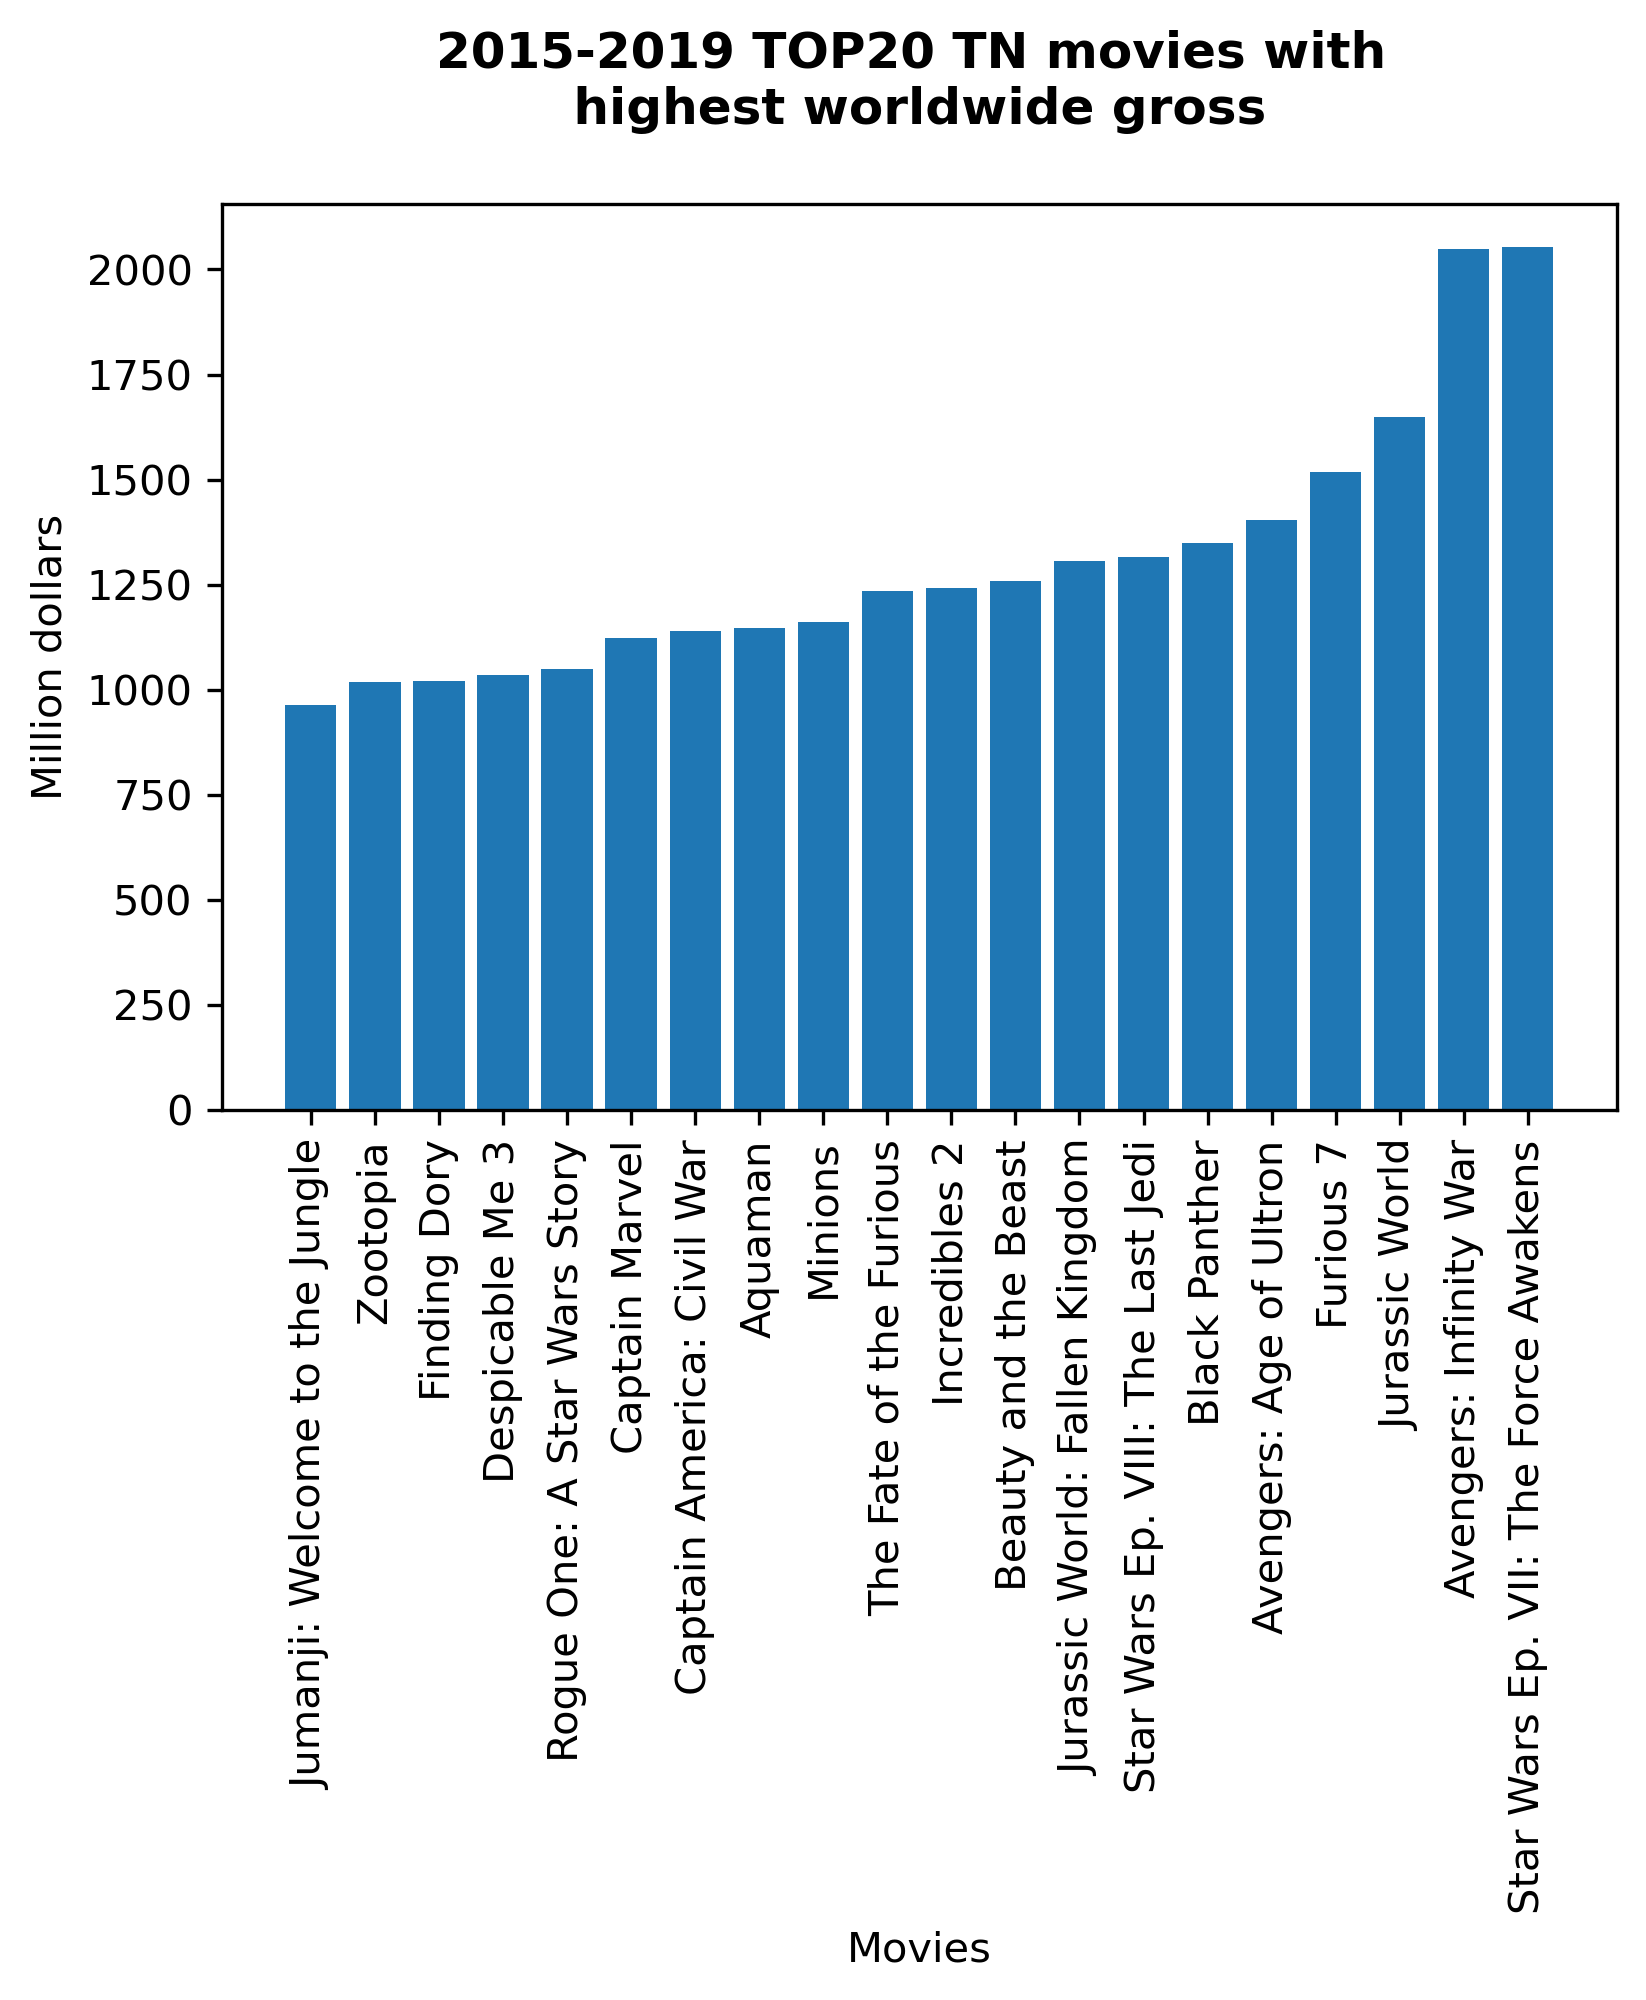 2015-2019 TOP20 TN movies with
highest worldwide gross
Million dollars
2000
1750
1500
1250
1000
750
500
250
0
Jumanji: Welcome to the Jungle
Zootopia
Finding Dory
Despicable Me 3
Rogue One: A Star Wars Story
Captain Marvel
Captain America: Civil War
Aquaman
Minions
The Fate of the Furious
Incredibles 2
Beauty and the Beast
Jurassic World: Fallen Kingdom
Star Wars Ep. VIII: The Last Jedi
Black Panther
Avengers: Age of Ultron
Furious 7
Jurassic World
Avengers: Infinity War
Star Wars Ep. VII: The Force Awakens
Movies